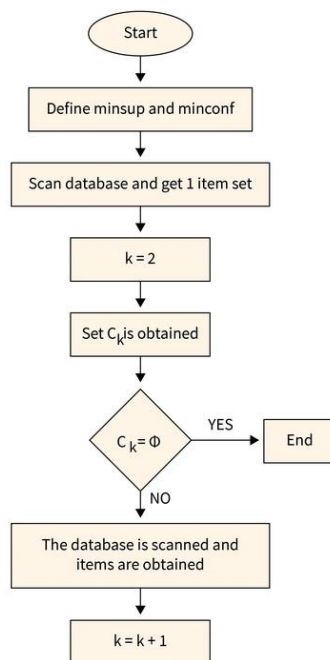 Start
Define minsup and minconf
Scan database and get 1 item set
k = 2
Set Ckis obtained
C k = Φ
YES
End
NO
The database is scanned and
items are obtained
k = k + 1